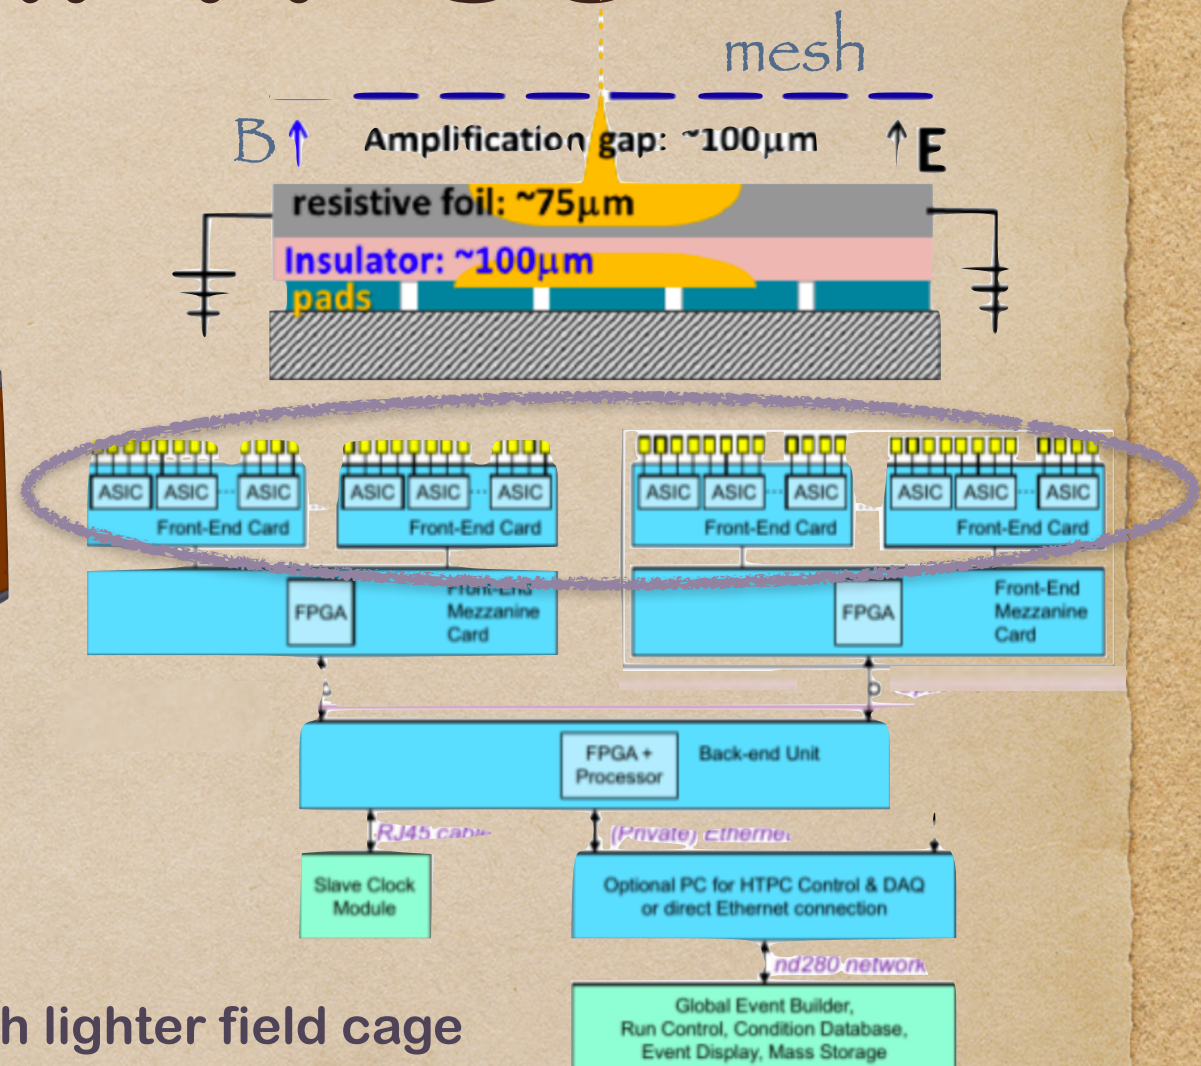 mesh
B
Amplification gap: ~100μm
E
resistive foil: ~75μm
Insulator: ~100μm
pads
ASIC ASIC ... ASIC
Front-End Card
ASIC ASIC ... ASIC
Front-End Card
ASIC ASIC ... ASIC
Front-End Card
ASIC ASIC ... ASIC
Front-End Card
FPGA
Front-End
Mezzanine
Card
FPGA
Front-End
Mezzanine
Card
FPGA +
Processor
Back-end Unit
RJ45 cable
(Private) Ethernet
Slave Clock
Module
Optional PC for HTPC Control & DAQ
or direct Ethernet connection
nd280 network
Global Event Builder,
Run Control, Condition Database,
Event Display, Mass Storage
h lighter field cage